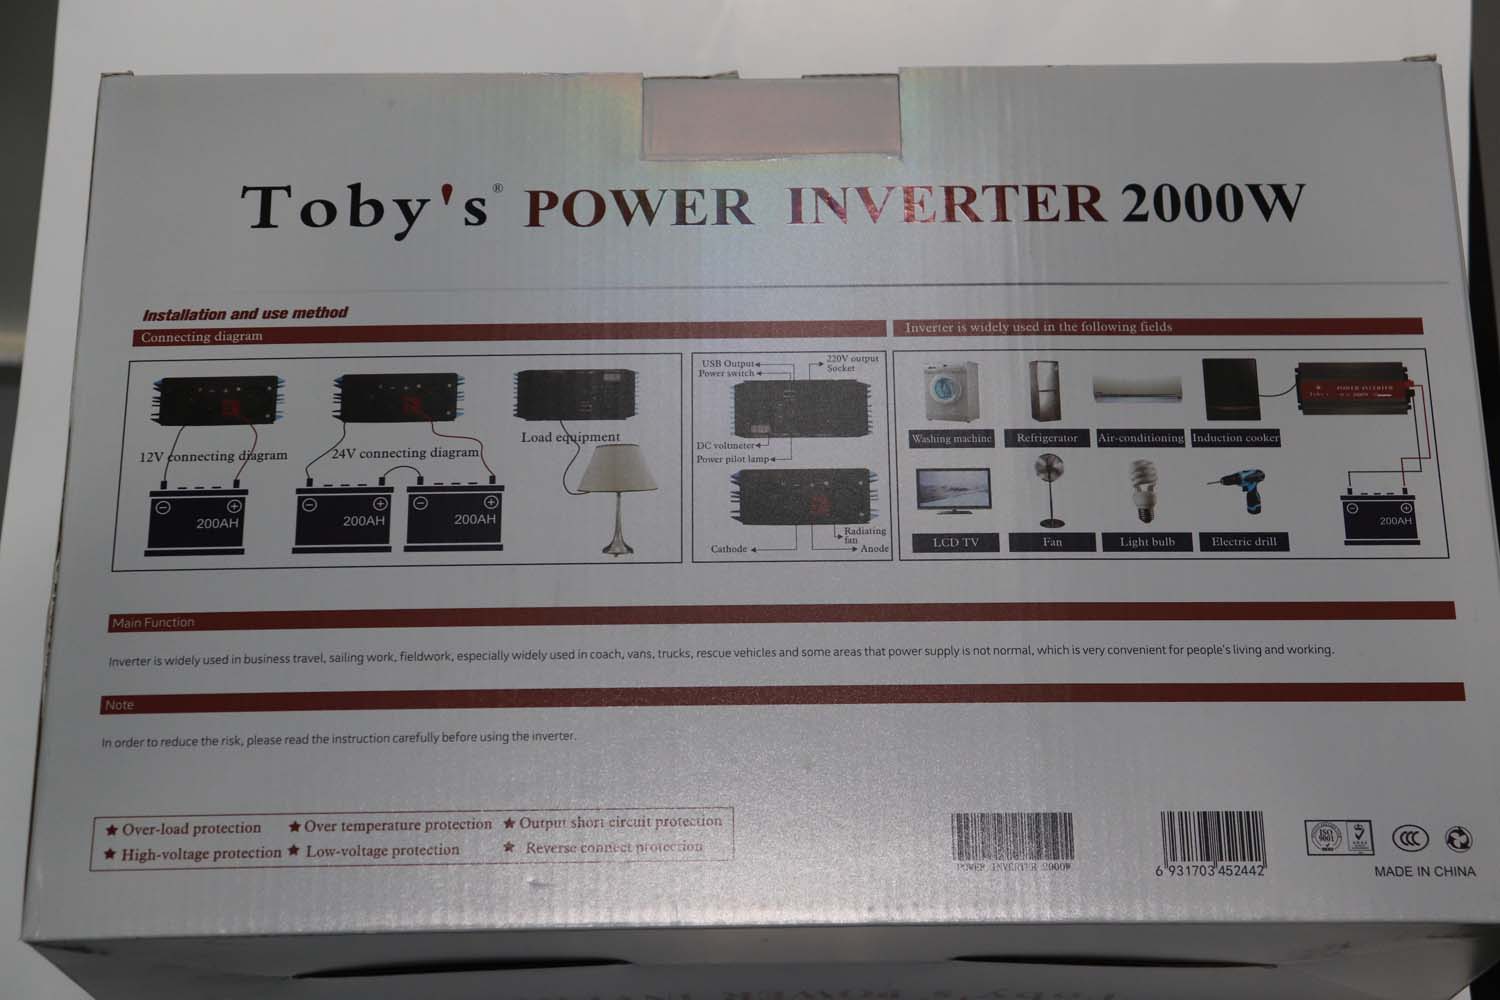 Toby's® POWER INVERTER 2000W
Installation and use method
Connecting diagram
Inverter is widely used in the following fields
12V connecting diagram
24V connecting diagram
Load equipment
200AH
200AH
200AH
USB Output
Power switch
220V output
Socket
DC voltmeter
Power pilot lamp
Radiating
fan
Cathode
Anode
Washing machine
Refrigerator
Air-conditioning
Induction cooker
POWER INVERTER
LCD TV
Fan
Light bulb
Electric drill
200AH
Main Function
Inverter is widely used in business travel, sailing work, fieldwork, especially widely used in coach, vans, trucks, rescue vehicles and some areas that power supply is not normal, which is very convenient for people's living and working.
Note
In order to reduce the risk, please read the instruction carefully before using the inverter.
★ Over-load protection ★ Over temperature protection ★ Output short circuit protection
★ High-voltage protection ★ Low-voltage protection ★ Reverse connect protection
POWER INVERTER 2000W
6 931703 452442
ISO
9001
CCC
MADE IN CHINA